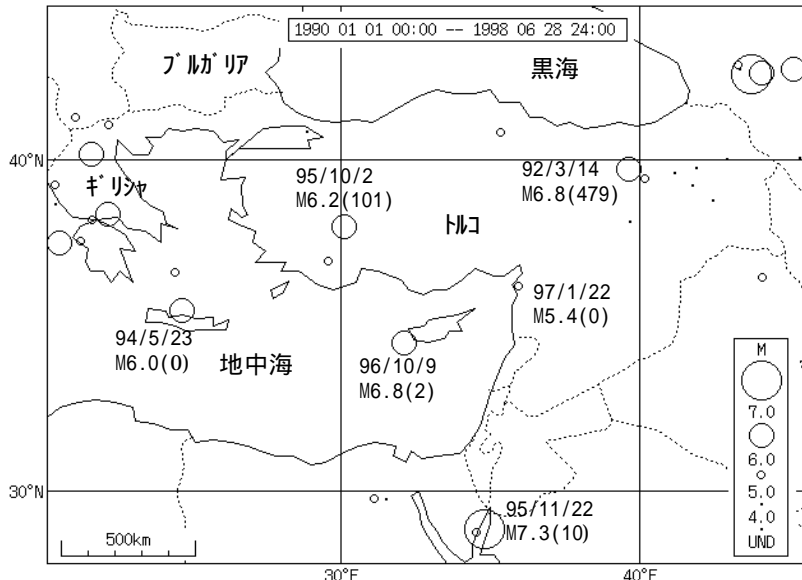 1990 01 01 00:00 -- 1998 06 28 24:00
ブルガリア
黒海
40°N
ギリシャ
95/10/2
M6.2(101)
92/3/14
M6.8(479)
トルコ
97/1/22
M5.4(0)
94/5/23
M6.0(0)
地中海
96/10/9
M6.8(2)
M
7.0
6.0
5.0
4.0
UND
30°N
95/11/22
M7.3(10)
500km
30°E
40°E